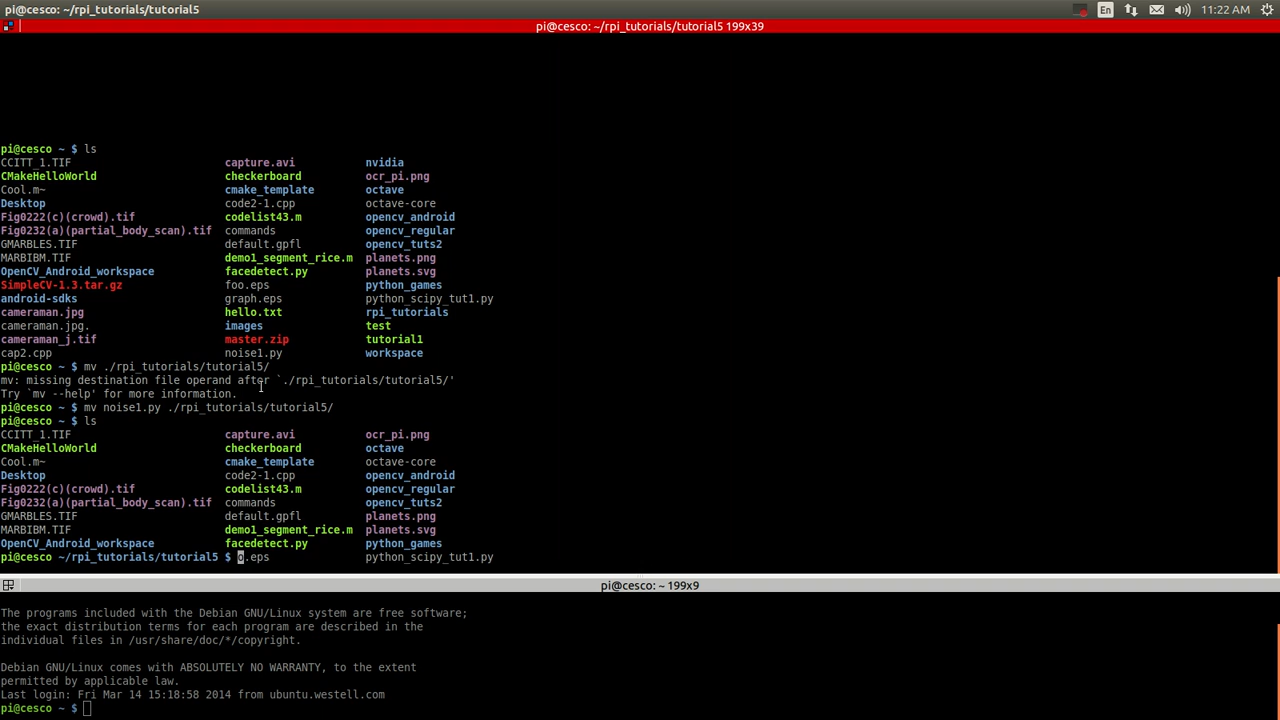 pi@cesco: ~/rpi_tutorials/tutorial5
En
11:22 AM
pi@cesco: ~/rpi_tutorials/tutorial5 199x39
pi@cesco ~ $ ls
CCITT_1.TIF capture.avi nvidia
CMakeHelloWorld checkerboard ocr_pi.png
Cool.m~ cmake_template octave
Desktop code2-1.cpp octave-core
Fig0222(c)(crowd).tif codelist43.m opencv_android
Fig0232(a)(partial_body_scan).tif commands opencv_regular
GMARBLES.TIF default.gpfl opencv_tuts2
MARBIBM.TIF demo1_segment_rice.m planets.png
OpenCV_Android_workspace facedetect.py planets.svg
SimpleCV-1.3.tar.gz foo.eps python_games
android-sdks graph.eps python_scipy_tut1.py
cameraman.jpg hello.txt rpi_tutorials
cameraman.jpg. images test
cameraman_j.tif master.zip tutorial1
cap2.cpp noise1.py workspace
pi@cesco ~ $ mv ./rpi_tutorials/tutorial5/
mv: missing destination file operand after `./rpi_tutorials/tutorial5/'
Try `mv --help' for more information.
pi@cesco ~ $ mv noise1.py ./rpi_tutorials/tutorial5/
pi@cesco ~ $ ls
CCITT_1.TIF capture.avi ocr_pi.png
CMakeHelloWorld checkerboard octave
Cool.m~ cmake_template octave-core
Desktop code2-1.cpp opencv_android
Fig0222(c)(crowd).tif codelist43.m opencv_regular
Fig0232(a)(partial_body_scan).tif commands opencv_tuts2
GMARBLES.TIF default.gpfl planets.png
MARBIBM.TIF demo1_segment_rice.m planets.svg
OpenCV_Android_workspace facedetect.py python_games
pi@cesco ~/rpi_tutorials/tutorial5 $ o.eps python_scipy_tut1.py
pi@cesco: ~ 199x9
The programs included with the Debian GNU/Linux system are free software;
the exact distribution terms for each program are described in the
individual files in /usr/share/doc/*/copyright.
Debian GNU/Linux comes with ABSOLUTELY NO WARRANTY, to the extent
permitted by applicable law.
Last login: Fri Mar 14 15:18:58 2014 from ubuntu.westell.com
pi@cesco ~ $